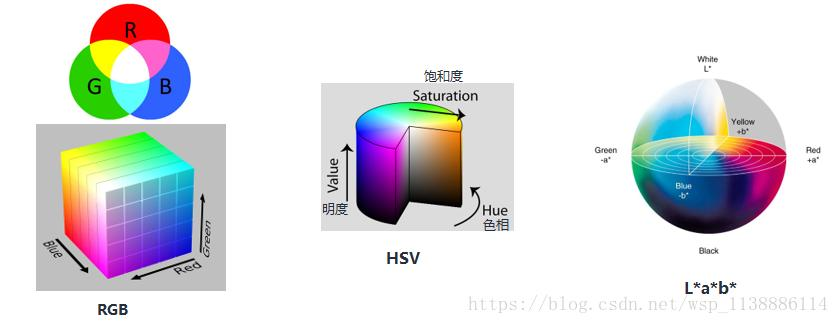 R
G
B
Blue
Red
Green
RGB
饱和度
Saturation
Value
明度
Hue
色相
HSV
White
L*
Yellow
+b*
Green
-a*
Red
+a*
Blue
-b*
Black
L*a*b*
https://blog.csdn.net/wsp_1138886114